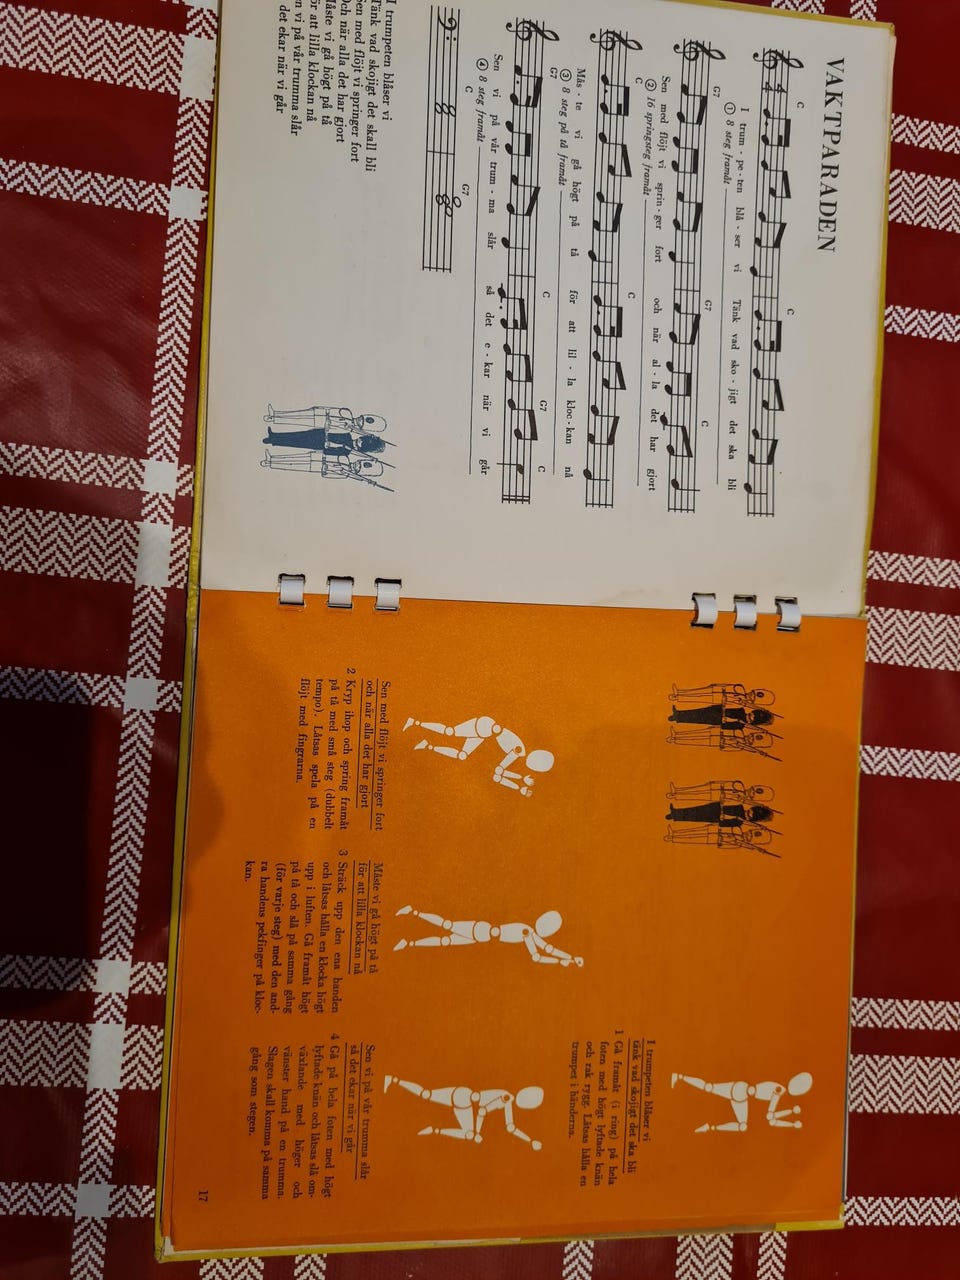 VAKTPARADEN
C C
I trum - pe - ten blå - ser vi Tänk vad sko - jigt det ska bli
① 8 steg framåt
G7 G7 C
Sen med flöjt vi sprin - ger fort och när al - la det har gjort
② 16 springsteg framåt
C C
Mås - te vi gå högt på tå för att lil - la kloc - kan nå
③ 8 steg på tå framåt
G7 C G7 C
Sen vi på vår trum - ma slår så det e - kar när vi går
④ 8 steg framåt
C G7
I trumpeten blåser vi
Tänk vad skojigt det skall bli
Sen med flöjt vi springer fort
Och när alla det har gjort
Måste vi gå högt på tå
För att lilla klockan nå
vi på vår trumma slår
det ekar när vi går
I trumpeten blåser vi
tänk vad skojigt det ska bli
1 Gå framåt (i ring) på hela
foten med högt lyftade knän
och rak rygg. Låtsas hålla en
trumpet i händerna.
Sen med flöjt vi springer fort
och när alla det har gjort
2 Kryp ihop och spring framåt
på tå med små steg (dubbelt
tempo). Låtsas spela på en
flöjt med fingrarna.
Måste vi gå högt på tå
för att lilla klockan nå
3 Sträck upp den ena handen
och låtsas hålla en klocka högt
upp i luften. Gå framåt högt
på tå och slå på samma gång
(för varje steg) med den and-
ra handens pekfinger på kloc-
kan.
Sen vi på vår trumma slår
så det ekar när vi går
4 Gå på hela foten med högt
lyftade knän och låtsas slå om-
växlande med höger och
vänster hand på en trumma.
Slagen skall komma på samma
gång som stegen.
17